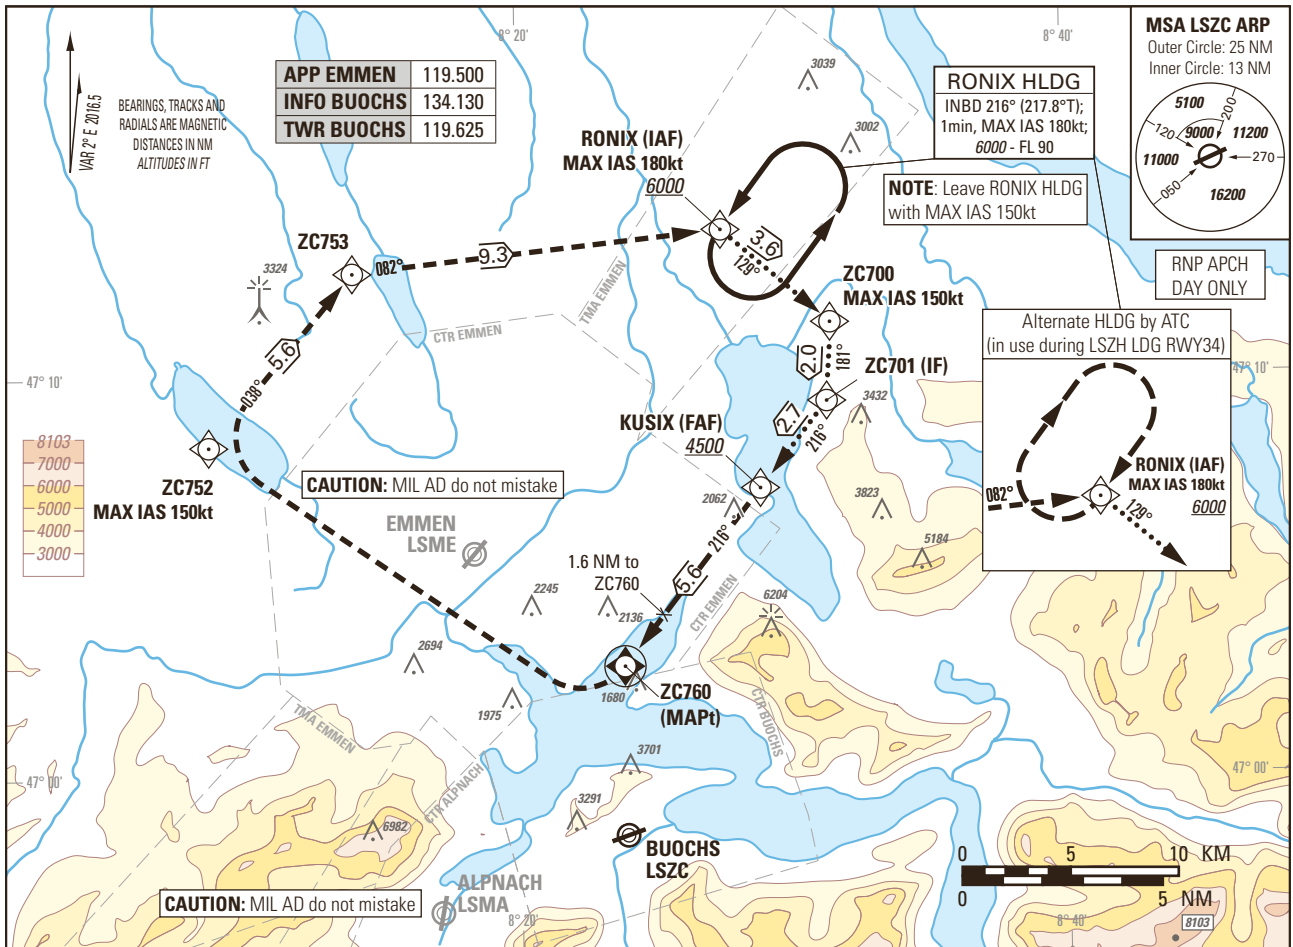 8° 20'
8° 40'
MSA LSZC ARP
Outer Circle: 25 NM
Inner Circle: 13 NM
5100
200
120
9000
11200
11000
270
050
16200
VAR 2° E 2016.5
BEARINGS, TRACKS AND
RADIALS ARE MAGNETIC
DISTANCES IN NM
ALTITUDES IN FT
APP EMMEN 119.500
INFO BUOCHS 134.130
TWR BUOCHS 119.625
3039
3002
RONIX HLDG
INBD 216° (217.8°T);
1min, MAX IAS 180kt;
6000 - FL 90
RONIX (IAF)
MAX IAS 180kt
6000
NOTE: Leave RONIX HLDG
with MAX IAS 150kt
RNP APCH
DAY ONLY
ZC753
082°
9.3
3.6
129°
3324
TMA EMMEN
CTR EMMEN
ZC700
MAX IAS 150kt
2.0
181°
ZC701 (IF)
Alternate HLDG by ATC
(in use during LSZH LDG RWY34)
082°
RONIX (IAF)
MAX IAS 180kt
6000
129°
5.6
038°
47° 10'
47° 10'
2.7
216°
3432
KUSIX (FAF)
4500
8103
7000
6000
5000
4000
3000
ZC752
MAX IAS 150kt
CAUTION: MIL AD do not mistake
EMMEN
LSME
2062
216°
3823
5184
1.6 NM to
ZC760
5.6
CTR EMMEN
2245
2136
6204
2694
1975
1680
ZC760
(MAPt)
TMA EMMEN
CTR BUOCHS
CTR ALPNACH
3701
3291
47° 00'
47° 00'
6982
BUOCHS
LSZC
0 5 10 KM
0 5 NM
CAUTION: MIL AD do not mistake
ALPNACH
LSMA
8° 20'
8° 40'
8103